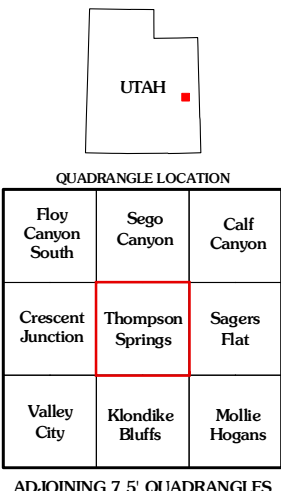 UTAH
QUADRANGLE LOCATION
Floy
Canyon
South
Sego
Canyon
Calf
Canyon
Crescent
Junction
Thompson
Springs
Sagers
Flat
Valley
City
Klondike
Bluffs
Mollie
Hogans
ADJOINING 7.5' QUADRANGLES